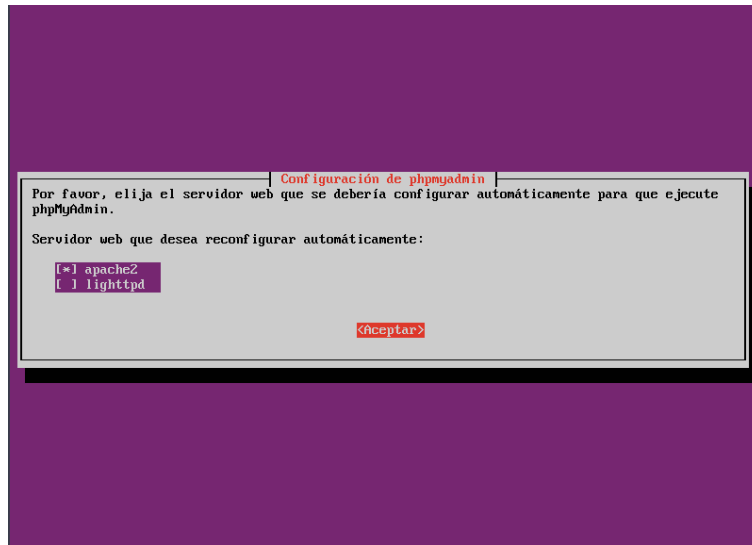 Configuración de phpmyadmin
Por favor, elija el servidor web que se debería configurar automáticamente para que ejecute
phpMyAdmin.
Servidor web que desea reconfigurar automáticamente:
[*] apache2
[ ] lighttpd
<Aceptar>